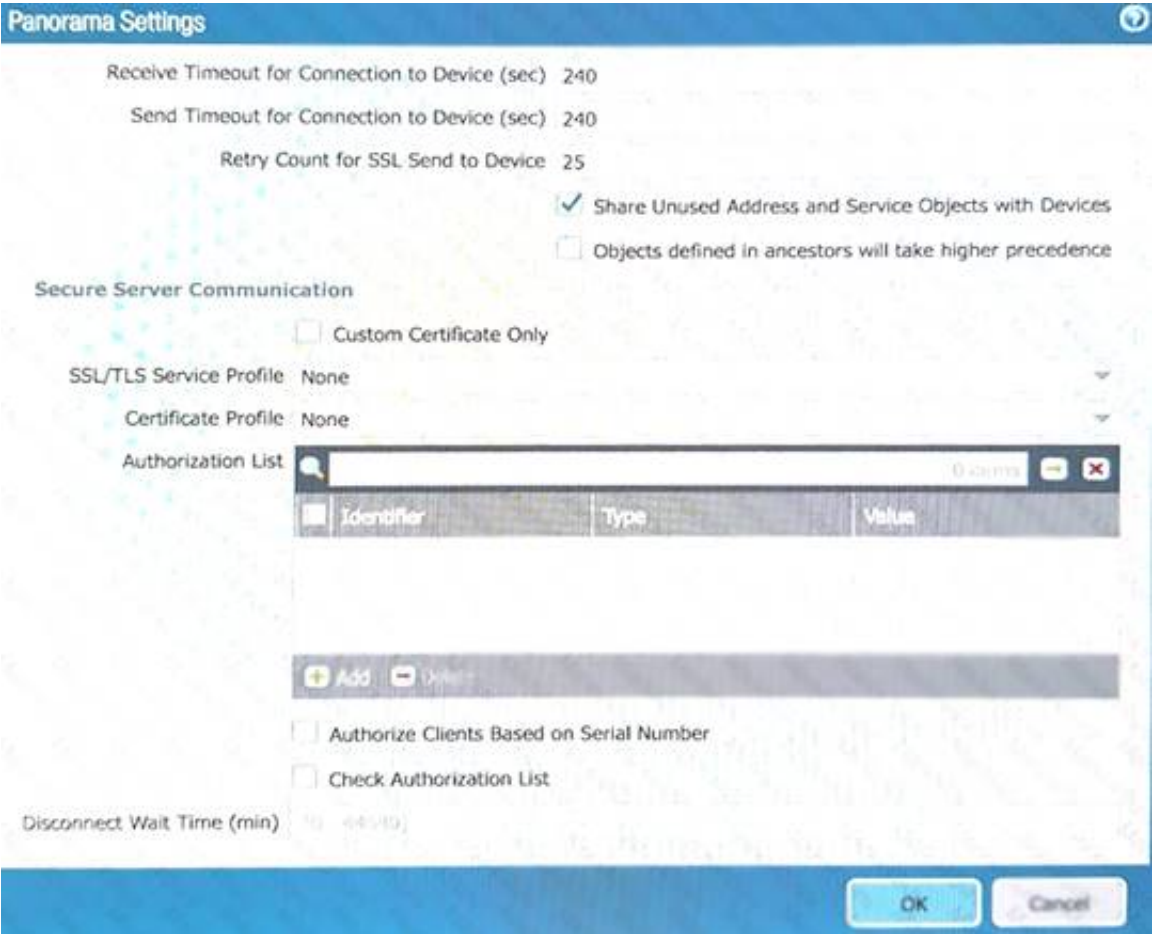 Panorama Settings
Receive Timeout for Connection to Device (sec) 240
Send Timeout for Connection to Device (sec) 240
Retry Count for SSL Send to Device 25
Share Unused Address and Service Objects with Devices
Objects defined in ancestors will take higher precedence
Secure Server Communication
Custom Certificate Only
SSL/TLS Service Profile None
Certificate Profile None
Authorization List 0 items
Identifier Type Value
Add Delete
Authorize Clients Based on Serial Number
Check Authorization List
Disconnect Wait Time (min)
OK Cancel